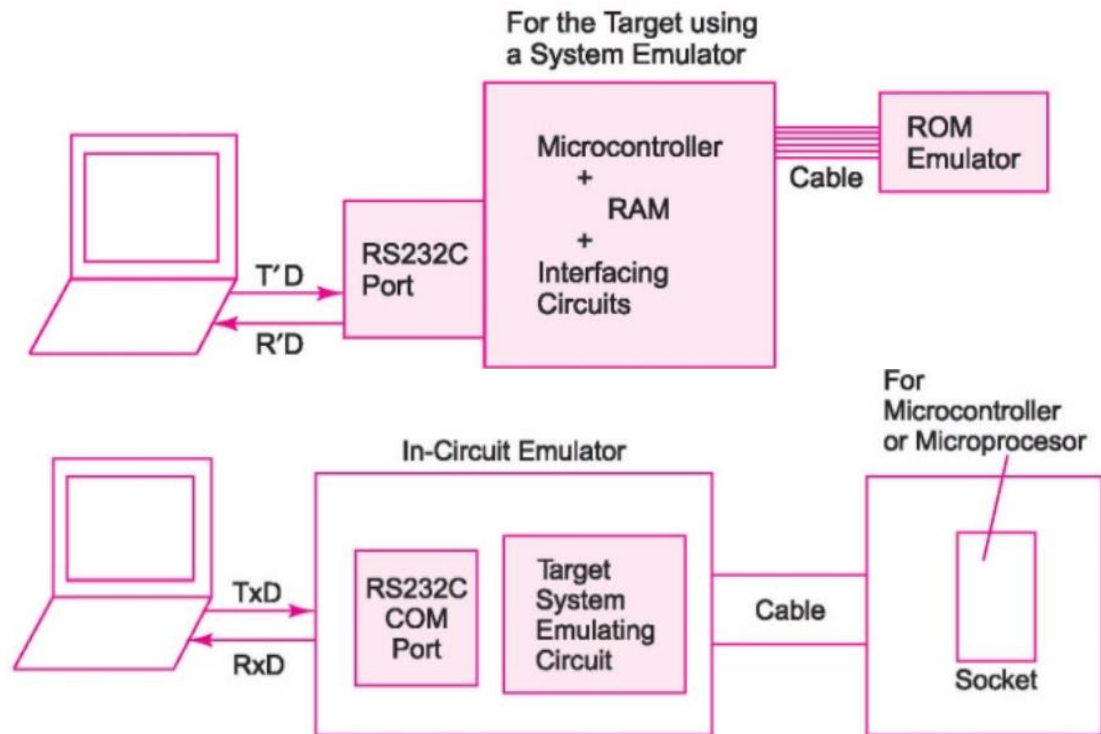 For the Target using
a System Emulator
Microcontroller
+
RAM
+
Interfacing
Circuits
ROM
Emulator
Cable
RS232C
Port
T′D
R′D
For
Microcontroller
or Microprocesor
In-Circuit Emulator
TxD
RxD
RS232C
COM
Port
Target
System
Emulating
Circuit
Cable
Socket